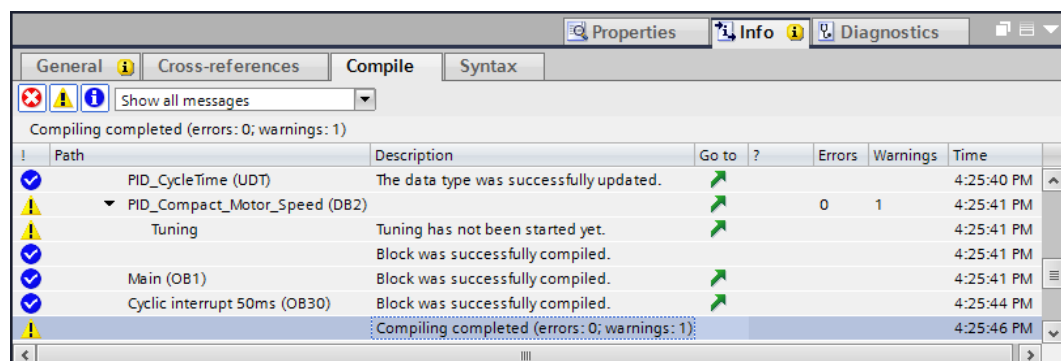 Properties Info Diagnostics
General Cross-references Compile Syntax
Show all messages
Compiling completed (errors: 0; warnings: 1)
! Path Description Go to ? Errors Warnings Time
PID_CycleTime (UDT) The data type was successfully updated. 4:25:40 PM
PID_Compact_Motor_Speed (DB2) 0 1 4:25:41 PM
Tuning Tuning has not been started yet. 4:25:41 PM
Block was successfully compiled. 4:25:41 PM
Main (OB1) Block was successfully compiled. 4:25:41 PM
Cyclic interrupt 50ms (OB30) Block was successfully compiled. 4:25:44 PM
Compiling completed (errors: 0; warnings: 1) 4:25:46 PM